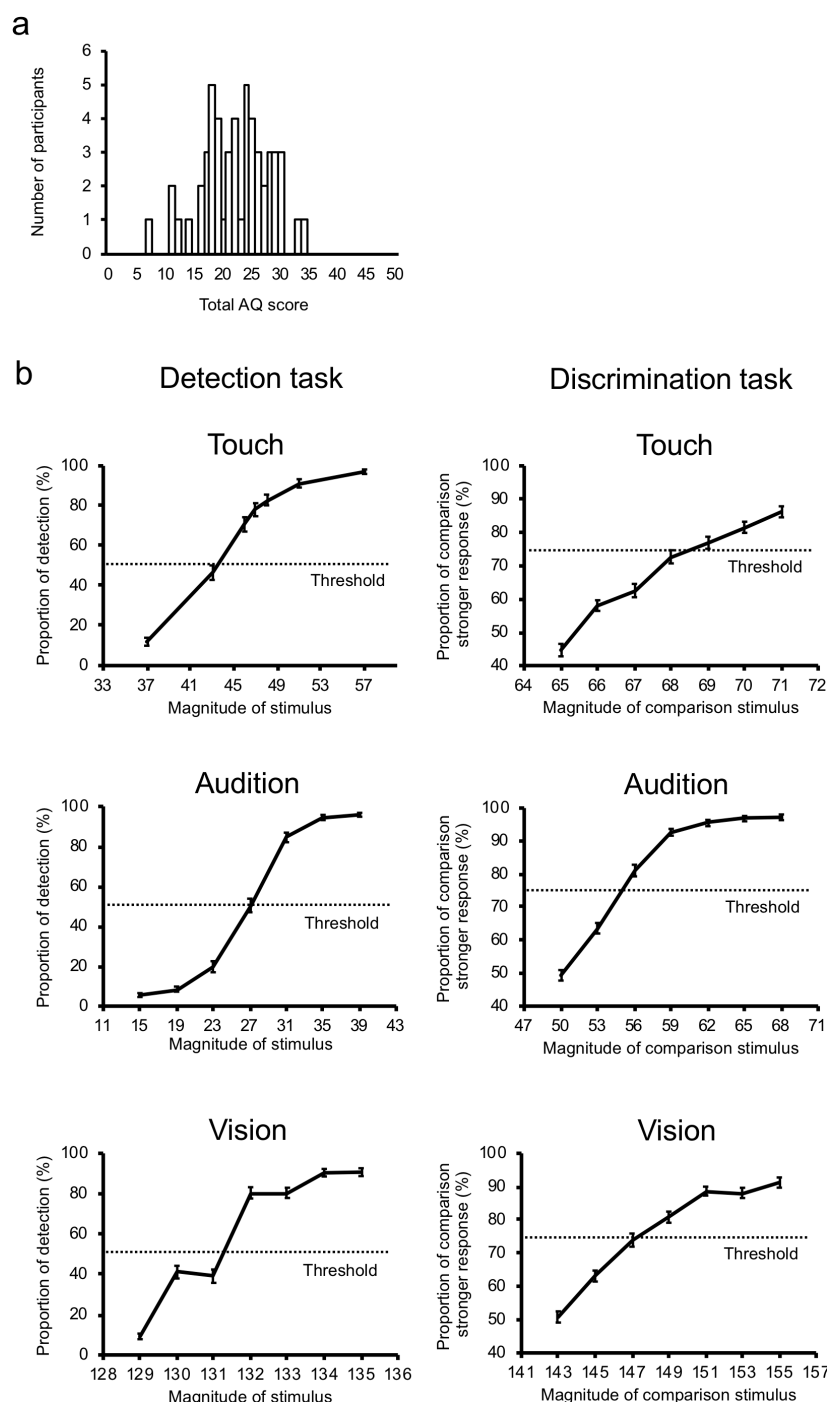 a
6
5
4
3
2
1
0
Number of participants
0 5 10 15 20 25 30 35 40 45 50
Total AQ score
b
Detection task
Discrimination task
Touch
100
80
60
40
20
0
Proportion of detection (%)
Threshold
33 37 41 45 49 53 57
Magnitude of stimulus
Touch
100
90
80
70
60
50
40
Proportion of comparison
stronger response (%)
Threshold
64 65 66 67 68 69 70 71 72
Magnitude of comparison stimulus
Audition
100
80
60
40
20
0
Proportion of detection (%)
Threshold
11 15 19 23 27 31 35 39 43
Magnitude of stimulus
Audition
100
90
80
70
60
50
40
Proportion of comparison
stronger response (%)
Threshold
47 50 53 56 59 62 65 68 71
Magnitude of comparison stimulus
Vision
100
80
60
40
20
0
Proportion of detection (%)
Threshold
128 129 130 131 132 133 134 135 136
Magnitude of stimulus
Vision
100
90
80
70
60
50
40
Proportion of comparison
stronger response (%)
Threshold
141 143 145 147 149 151 153 155 157
Magnitude of comparison stimulus